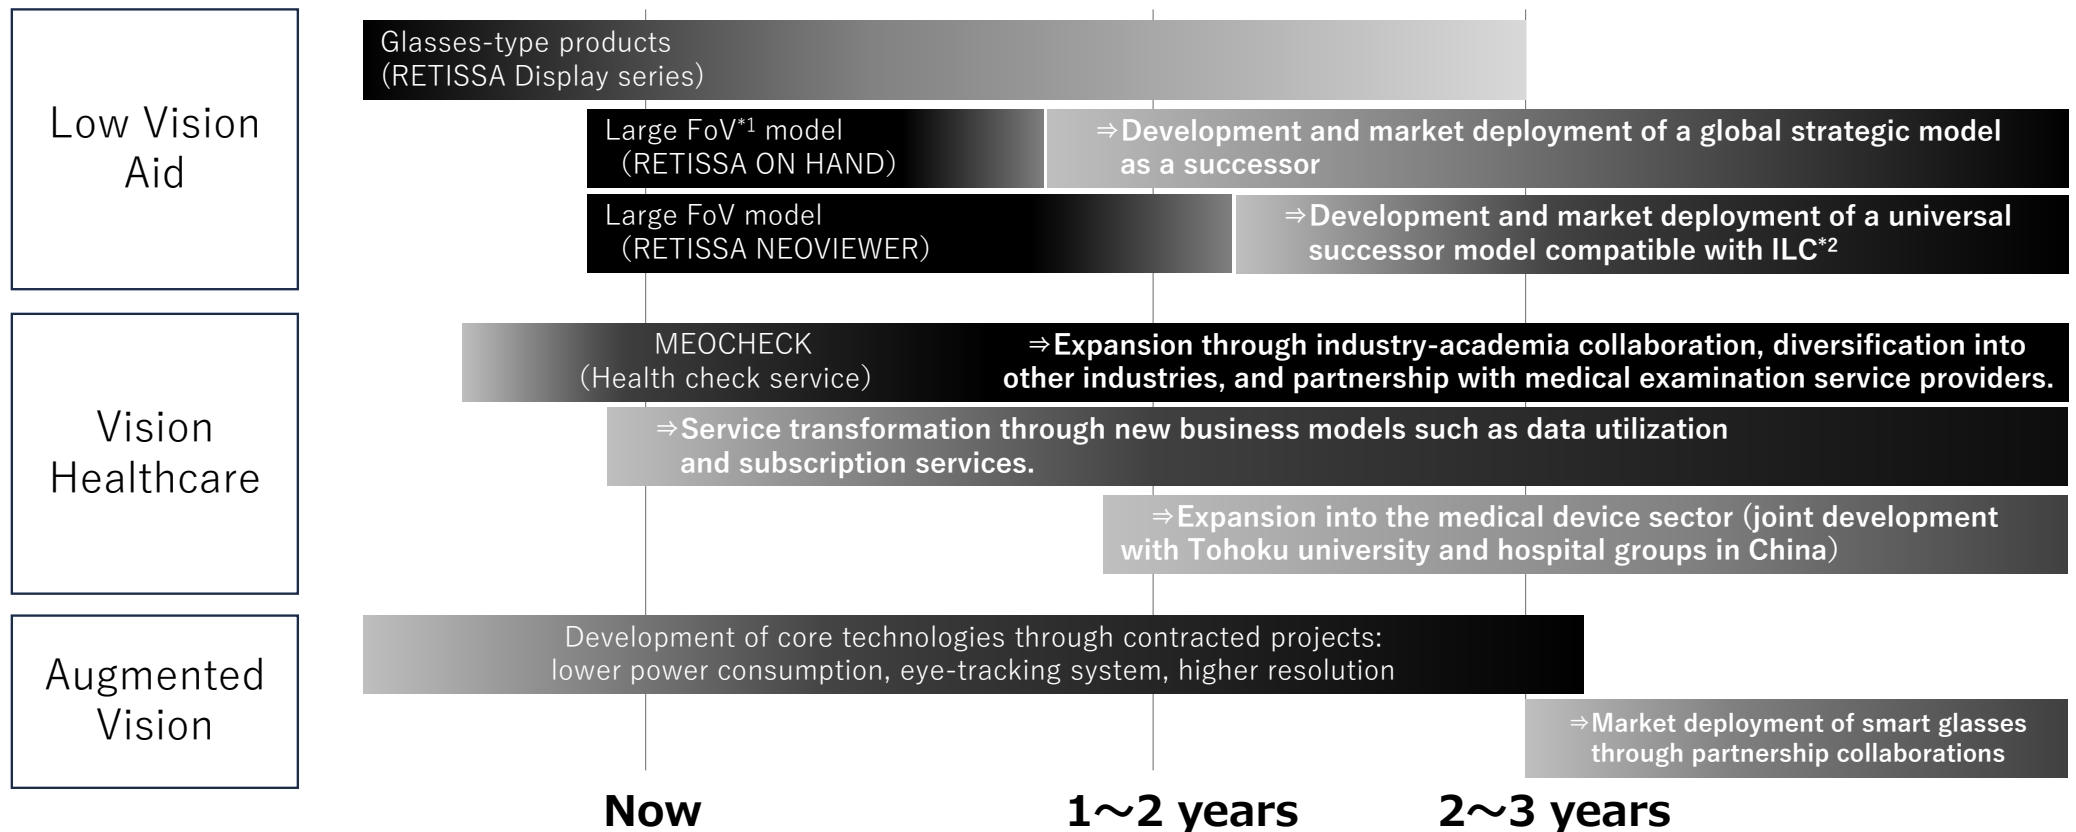 Low Vision
Aid
Glasses-type products
(RETISSA Display series)
Large FoV*1 model
(RETISSA ON HAND)
⇒Development and market deployment of a global strategic model
as a successor
Large FoV model
(RETISSA NEOVIEWER)
⇒Development and market deployment of a universal
successor model compatible with ILC*2
Vision
Healthcare
MEOCHECK
(Health check service)
⇒Expansion through industry-academia collaboration, diversification into
other industries, and partnership with medical examination service providers.
⇒Service transformation through new business models such as data utilization
and subscription services.
⇒Expansion into the medical device sector (joint development
with Tohoku university and hospital groups in China)
Augmented
Vision
Development of core technologies through contracted projects:
lower power consumption, eye-tracking system, higher resolution
⇒Market deployment of smart glasses
through partnership collaborations
Now
1～2 years
2～3 years